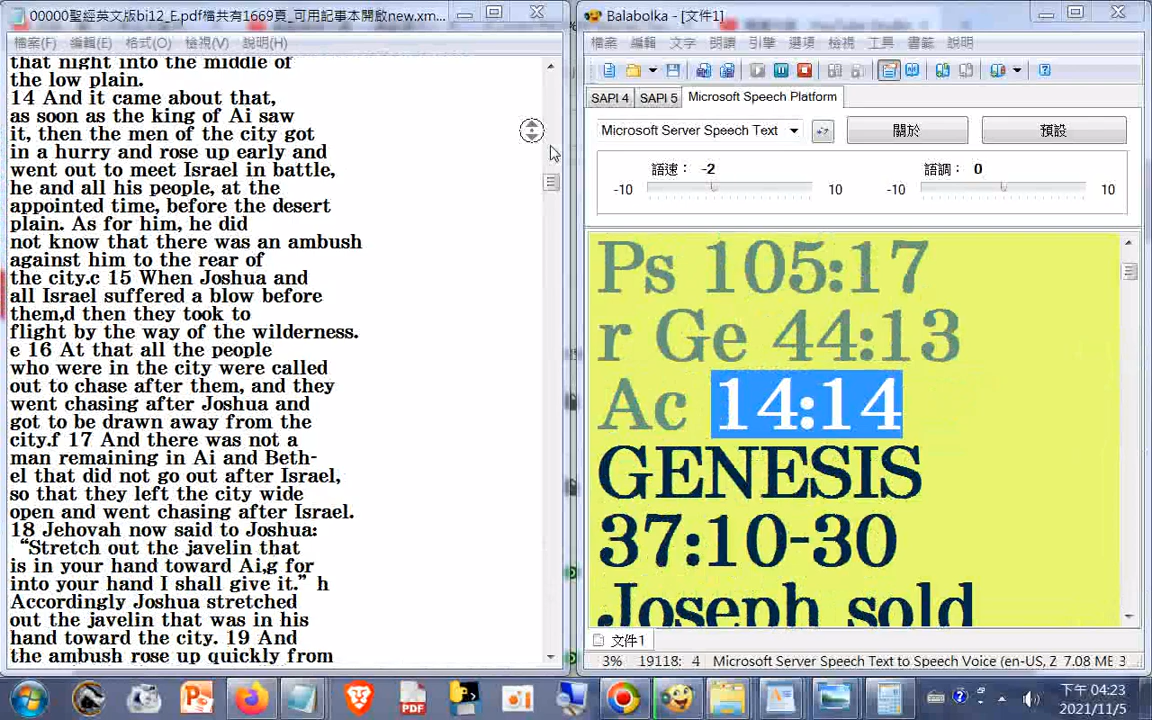 00000聖經英文版bi12_E.pdf檔共有1669頁_可用記事本開啟new.xm...
檔案(F) 編輯(E) 格式(O) 檢視(V) 說明(H)
that night into the middle of
the low plain.
14 And it came about that,
as soon as the king of Ai saw
it, then the men of the city got
in a hurry and rose up early and
went out to meet Israel in battle,
he and all his people, at the
appointed time, before the desert
plain. As for him, he did
not know that there was an ambush
against him to the rear of
the city.c 15 When Joshua and
all Israel suffered a blow before
them,d then they took to
flight by the way of the wilderness.
e 16 At that all the people
who were in the city were called
out to chase after them, and they
went chasing after Joshua and
got to be drawn away from the
city.f 17 And there was not a
man remaining in Ai and Beth-
el that did not go out after Israel,
so that they left the city wide
open and went chasing after Israel.
18 Jehovah now said to Joshua:
“Stretch out the javelin that
is in your hand toward Ai,g for
into your hand I shall give it.” h
Accordingly Joshua stretched
out the javelin that was in his
hand toward the city. 19 And
the ambush rose up quickly from
Balabolka - [文件1]
檔案 編輯 文字 朗讀 引擎 選項 檢視 工具 書籤 說明
SAPI 4 SAPI 5 Microsoft Speech Platform
Microsoft Server Speech Text 關於 預設
語速： -2 語調： 0
-10 10 -10 10
Ps 105:17
r Ge 44:13
Ac 14:14
GENESIS
37:10-30
Joseph sold
文件1
3% 19118: 4 Microsoft Server Speech Text to Speech Voice (en-US, Z 7.08 ME 3
下午 04:23
2021/11/5